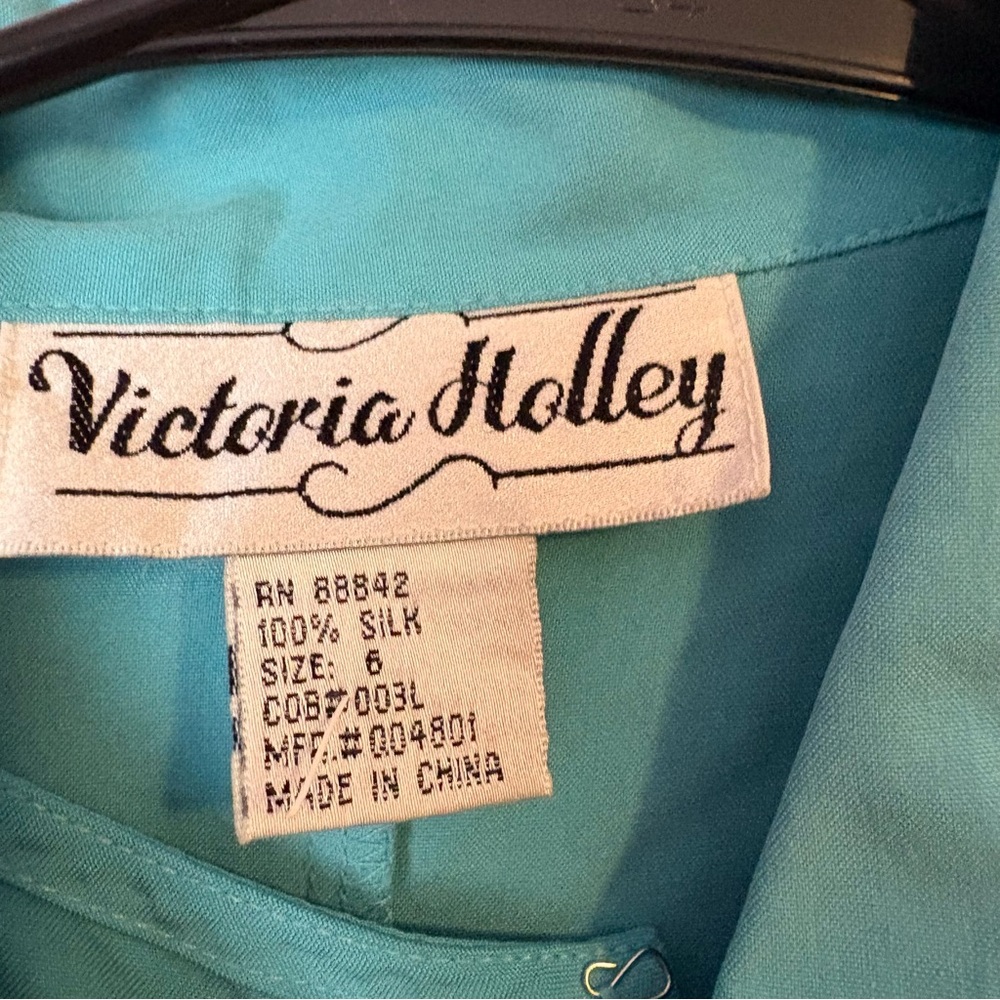 Victoria Holley
RN 88842
100% SILK
SIZE: 6
COB#003L
MFG.#004801
MADE IN CHINA